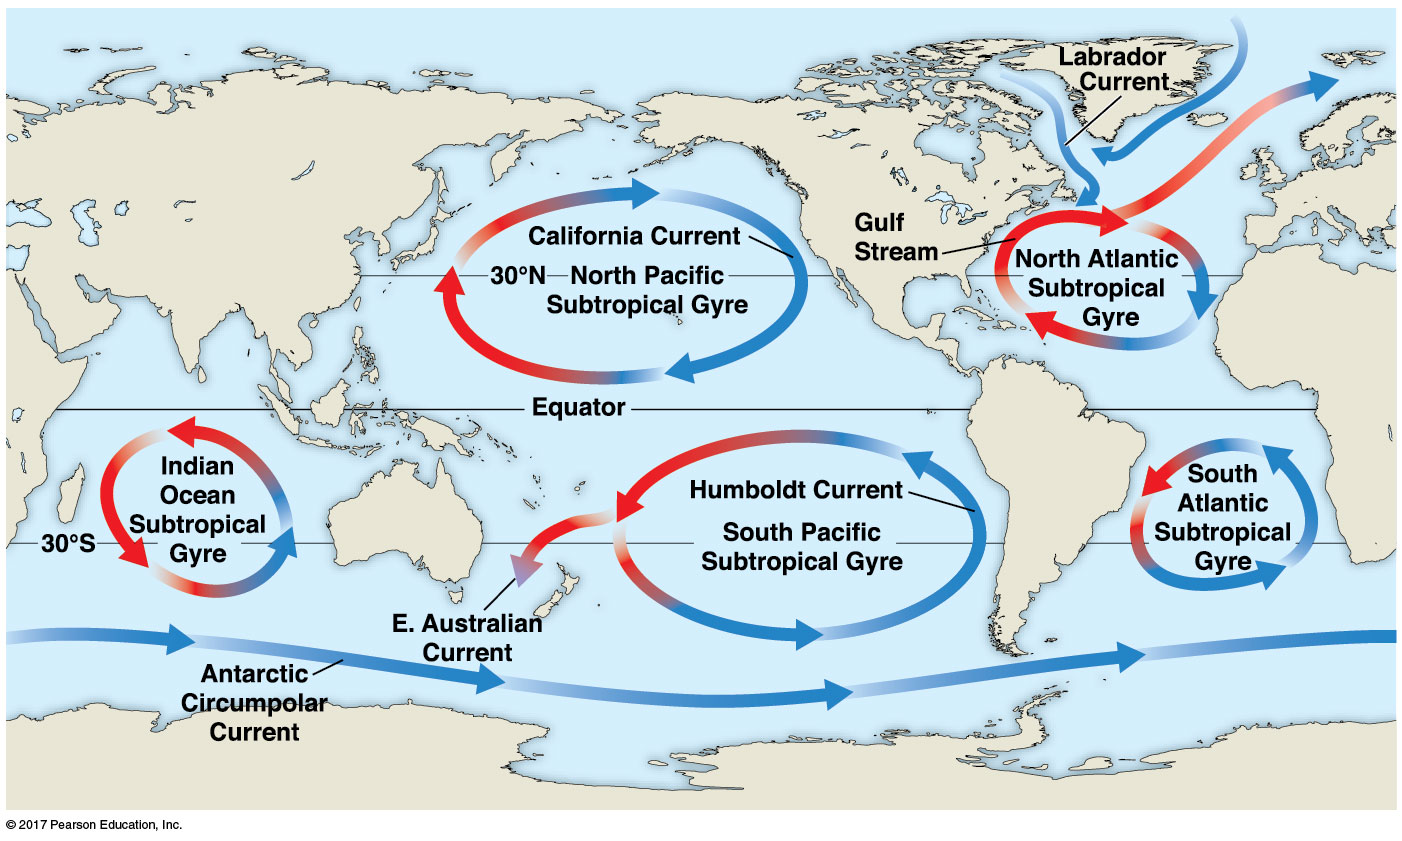 Labrador
Current
Gulf
Stream
California Current
30°N
North Pacific
Subtropical Gyre
North Atlantic
Subtropical
Gyre
Equator
Indian
Ocean
Subtropical
Gyre
30°S
Humboldt Current
South Pacific
Subtropical Gyre
South
Atlantic
Subtropical
Gyre
E. Australian
Current
Antarctic
Circumpolar
Current
© 2017 Pearson Education, Inc.